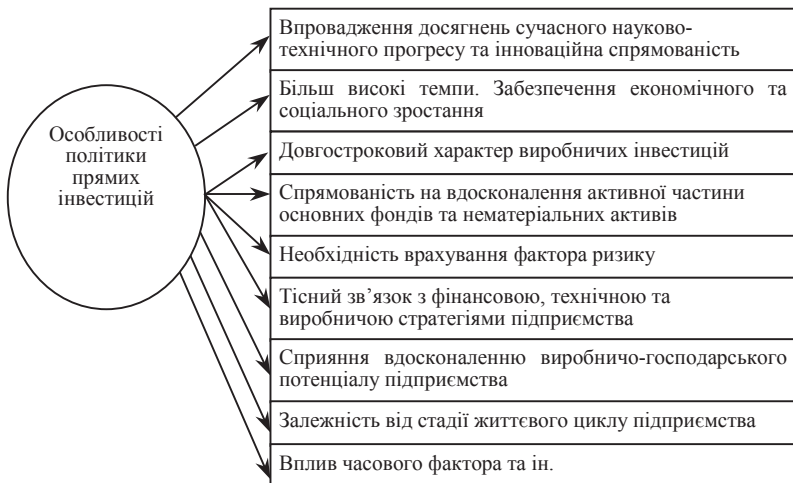 Особливості
політики
прямих
інвестицій
Впровадження досягнень сучасного науково-
технічного прогресу та інноваційна спрямованість
Більш високі темпи. Забезпечення економічного та
соціального зростання
Довгостроковий характер виробничих інвестицій
Спрямованість на вдосконалення активної частини
основних фондів та нематеріальних активів
Необхідність врахування фактора ризику
Тісний зв’язок з фінансовою, технічною та
виробничою стратегіями підприємства
Сприяння вдосконаленню виробничо-господарського
потенціалу підприємства
Залежність від стадії життєвого циклу підприємства
Вплив часового фактора та ін.